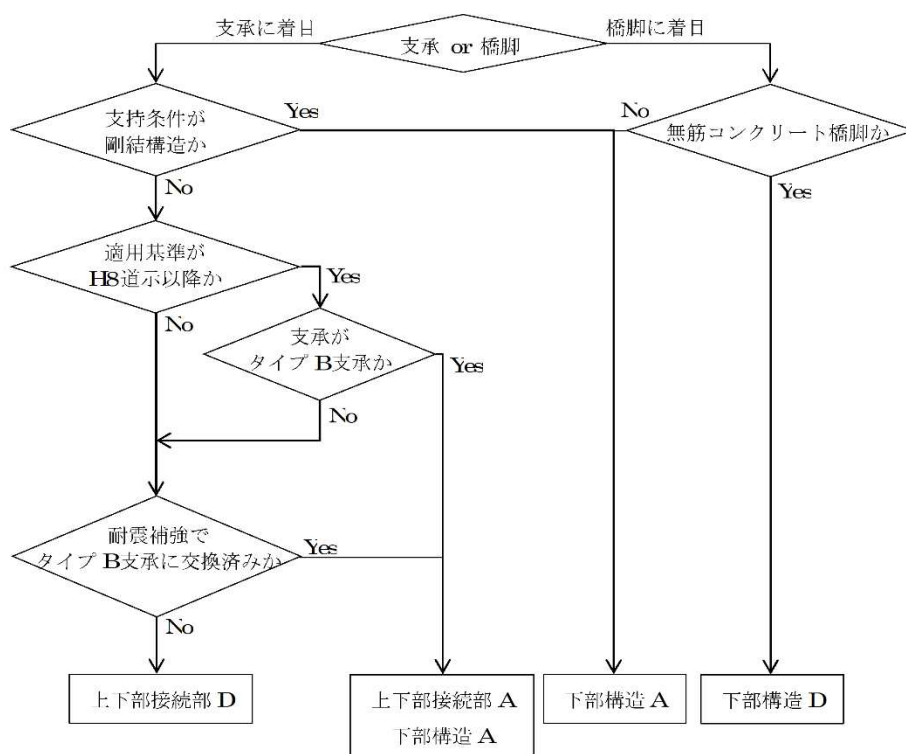 支承に着目
支承 or 橋脚
橋脚に着目
支持条件が
剛結構造か
Yes
No
無筋コンクリート橋脚か
No
Yes
適用基準が
H8道示以降か
Yes
No
支承が
タイプ B支承か
Yes
No
耐震補強で
タイプ B支承に交換済みか
Yes
No
上下部接続部 D
上下部接続部 A
下部構造 A
下部構造 A
下部構造 D